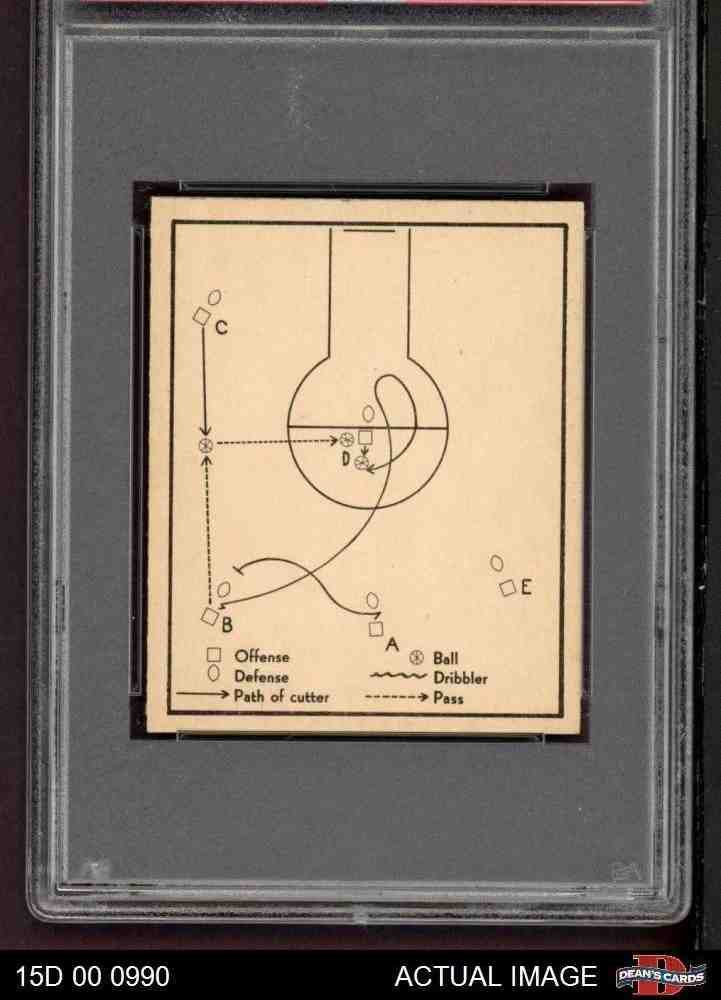 C
D
E
B
A
Offense
Ball
Defense
Dribbler
Path of cutter
Pass
15D 00 0990
ACTUAL IMAGE
D
DEAN'S CARDS